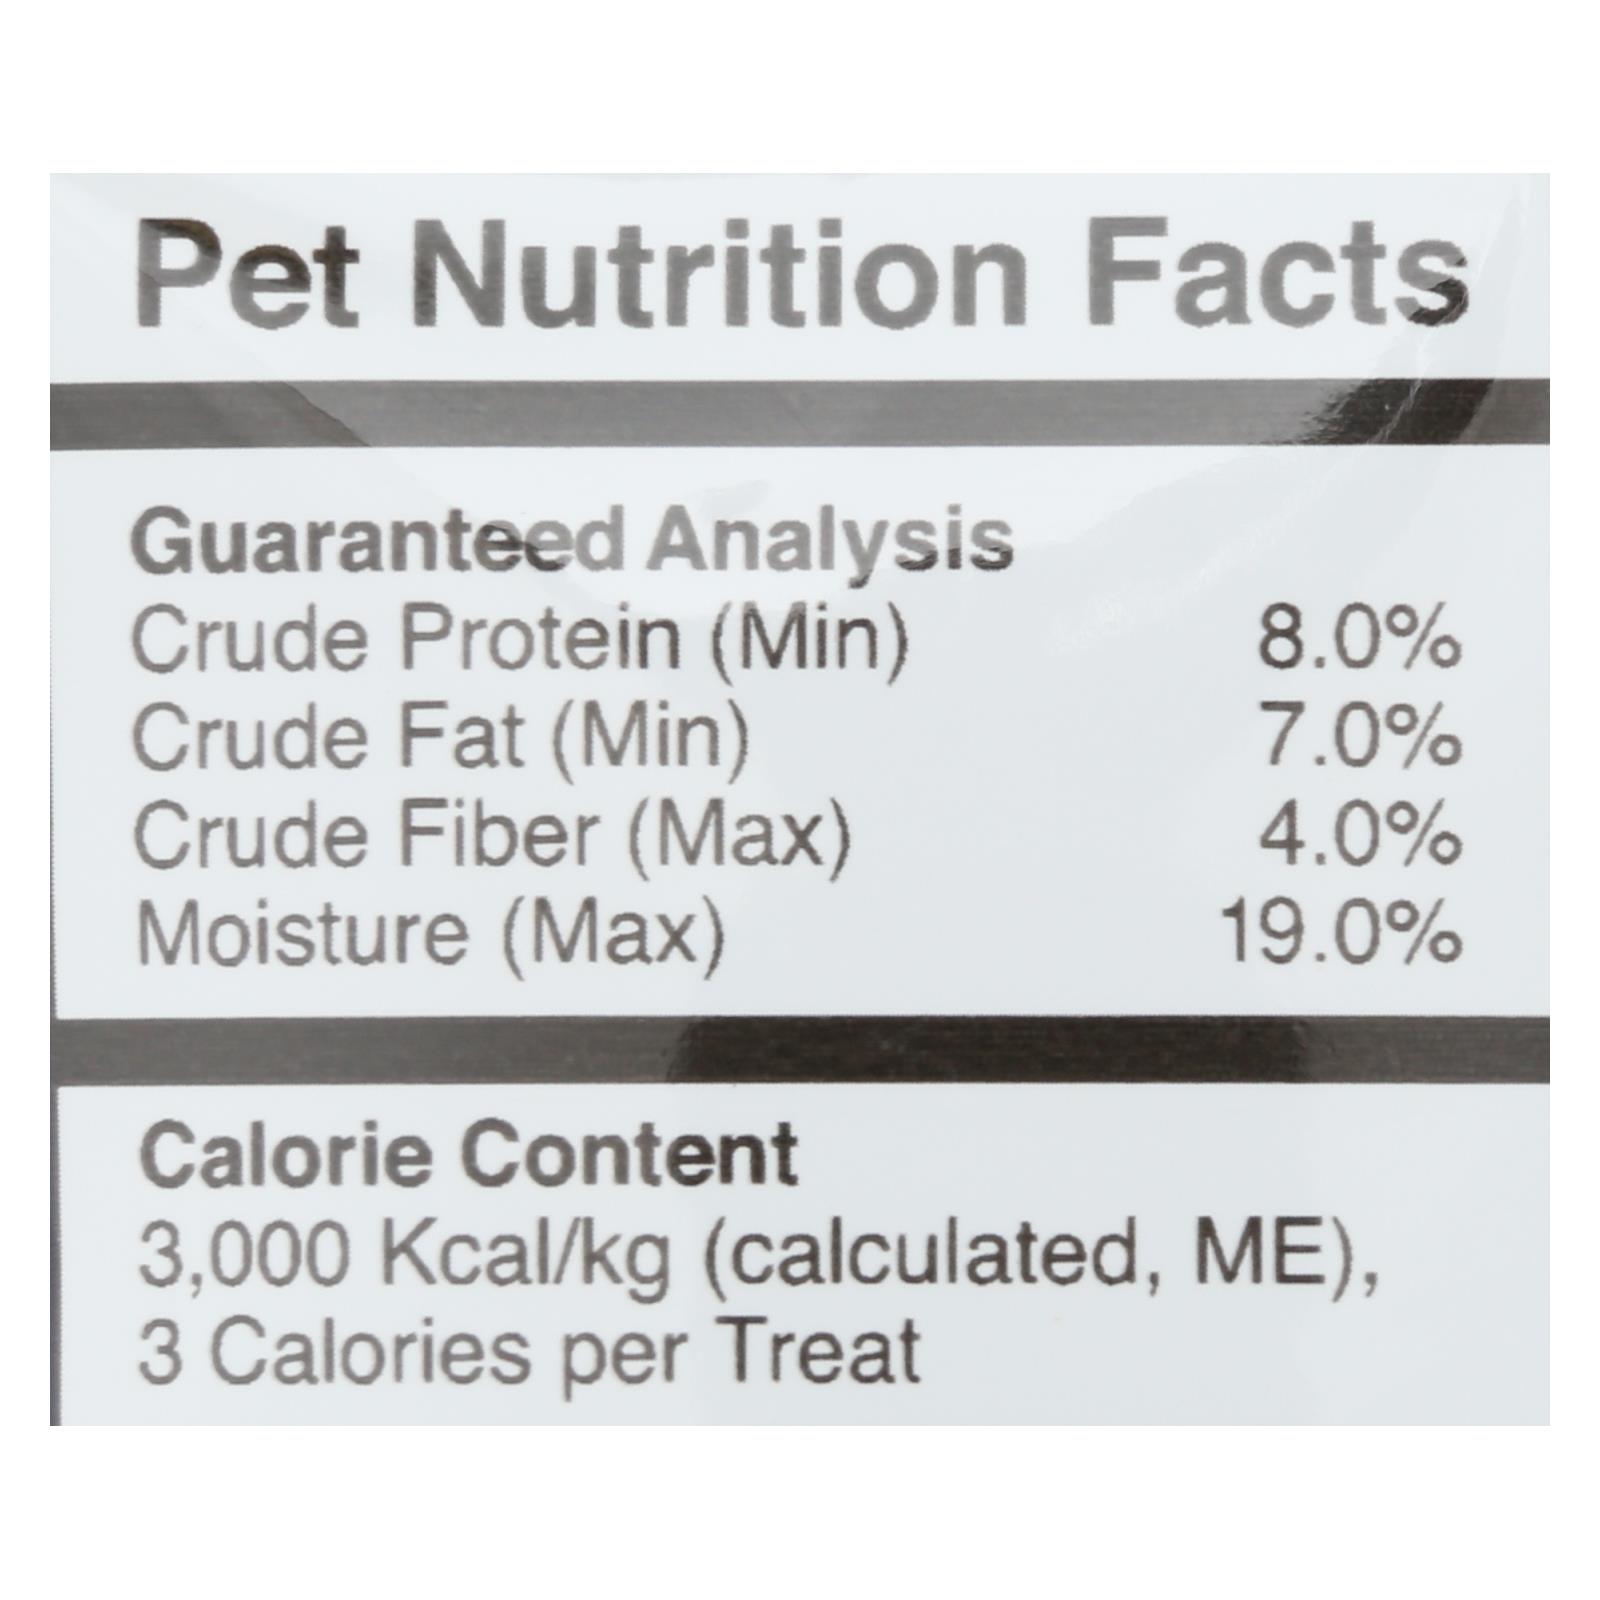 Pet Nutrition Facts
Guaranteed Analysis
Crude Protein (Min) 8.0%
Crude Fat (Min) 7.0%
Crude Fiber (Max) 4.0%
Moisture (Max) 19.0%
Calorie Content
3,000 Kcal/kg (calculated, ME),
3 Calories per Treat